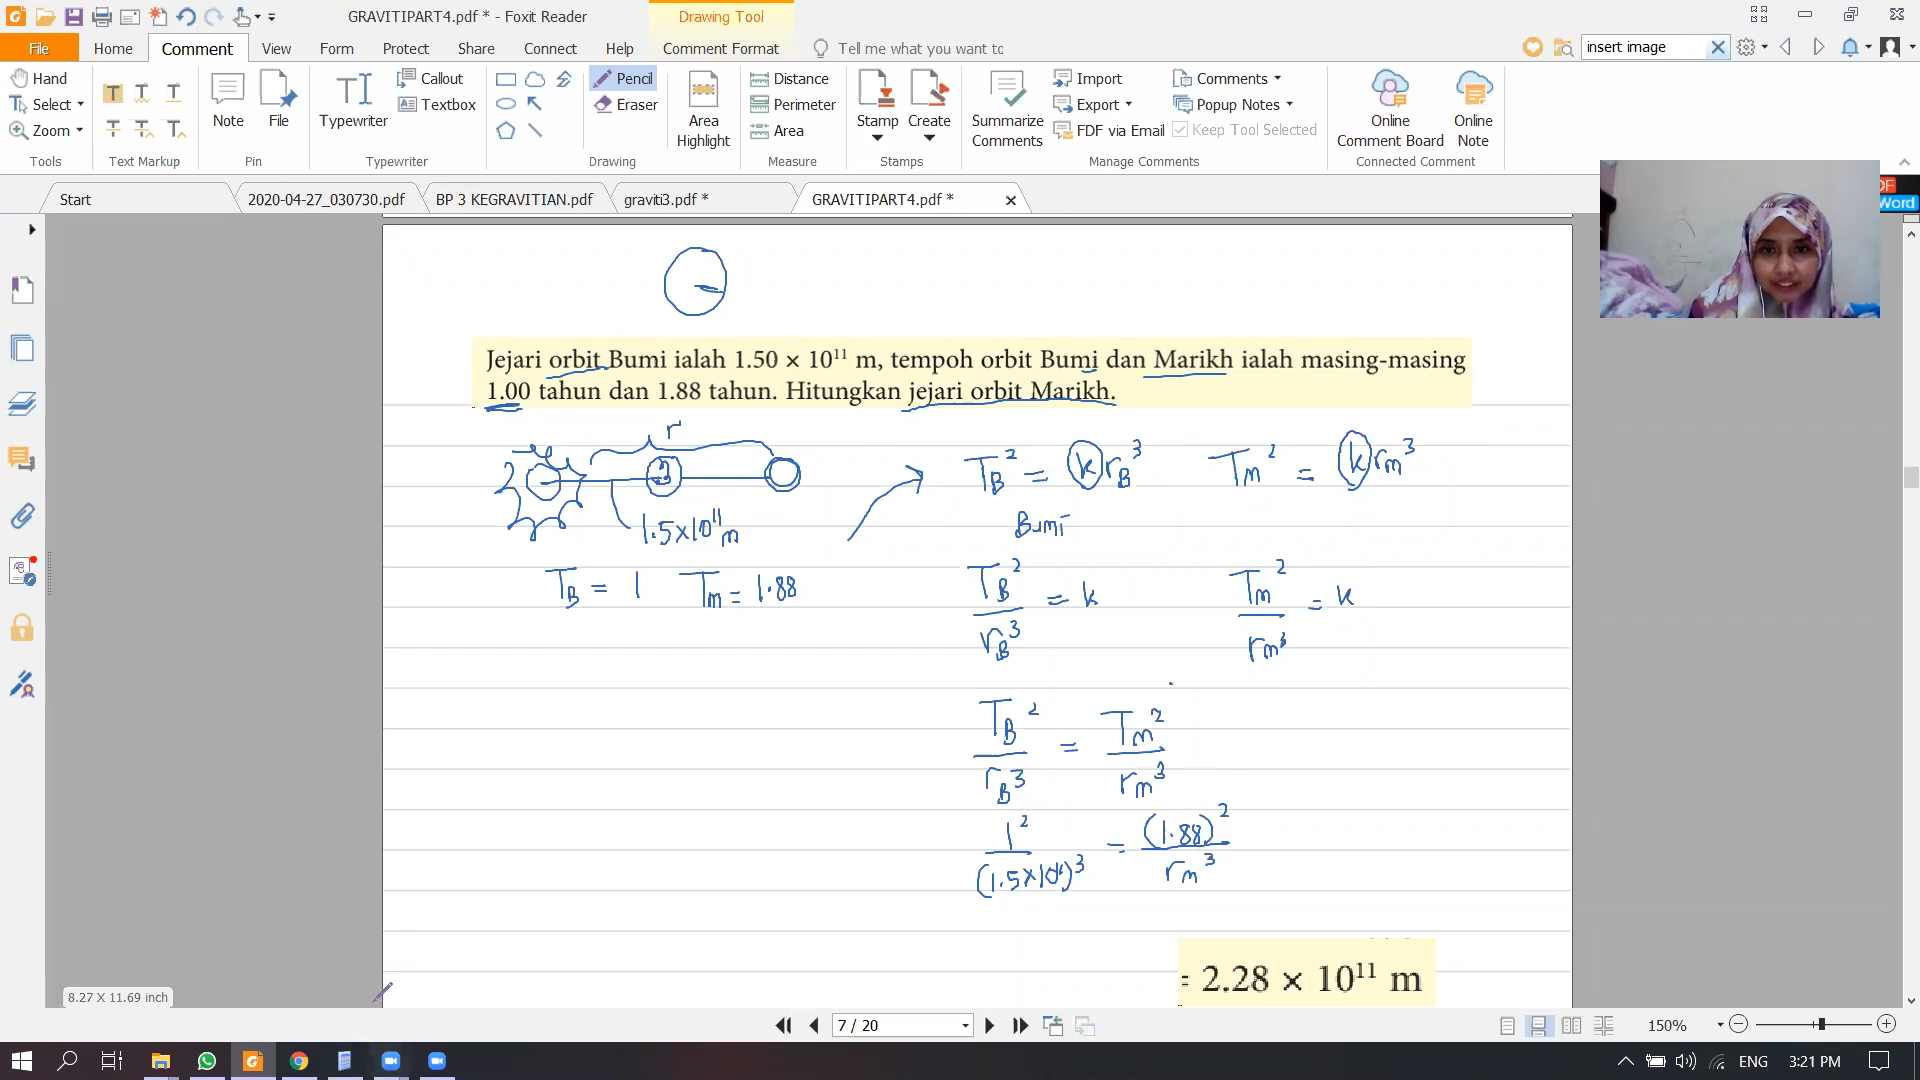 GRAVITIPART4.pdf * - Foxit Reader
Drawing Tool
File Home Comment View Form Protect Share Connect Help Comment Format Tell me what you want to insert image
Hand
Select
Zoom
Tools
Text Markup
Note File
Pin
Typewriter
Callout
Textbox
Typewriter
Pencil
Eraser
Area Highlight
Drawing
Distance
Perimeter
Area
Measure
Stamp Create
Stamps
Summarize Comments
Import
Export
FDF via Email
Comments
Popup Notes
Keep Tool Selected
Manage Comments
Online Comment Board
Online Note
Connected Comment
Start 2020-04-27_030730.pdf BP 3 KEGRAVITIAN.pdf graviti3.pdf * GRAVITIPART4.pdf *
Word
Jejari orbit Bumi ialah 1.50 × 10¹¹ m, tempoh orbit Bumi dan Marikh ialah masing-masing
1.00 tahun dan 1.88 tahun. Hitungkan jejari orbit Marikh.
r
1.5×10¹¹ m
T_B = 1 T_m = 1.88
T_B² = k r_B³ T_m² = k r_m³
Bumi
T_B²/r_B³ = k T_m²/r_m³ = k
T_B²/r_B³ = T_m²/r_m³
1²/(1.5×10¹¹)³ = (1.88)²/r_m³
= 2.28 × 10¹¹ m
8.27 X 11.69 inch
7 / 20
150%
ENG 3:21 PM